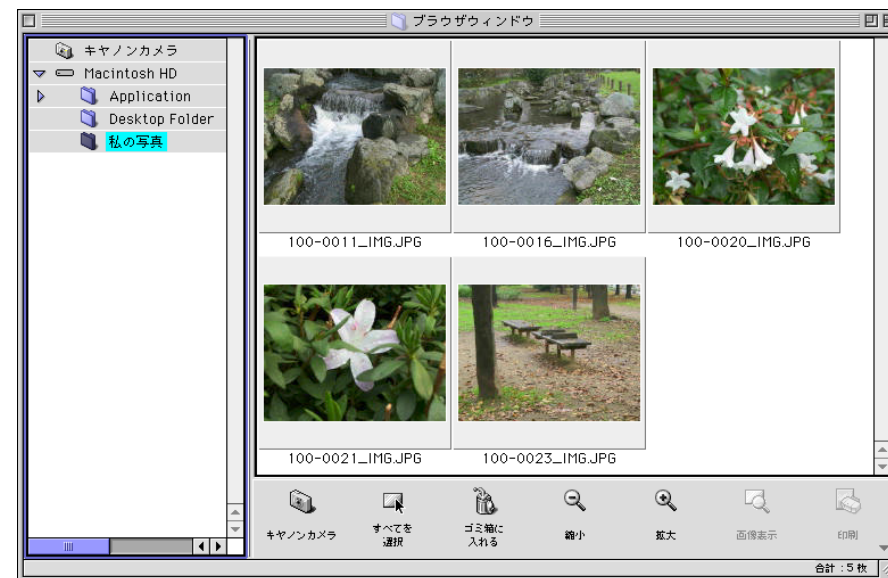 ブラウザウィンドウ
キヤノンカメラ
Macintosh HD
Application
Desktop Folder
私の写真
100-0011_IMG.JPG
100-0016_IMG.JPG
100-0020_IMG.JPG
100-0021_IMG.JPG
100-0023_IMG.JPG
キヤノンカメラ
すべてを
選択
ゴミ箱に
入れる
縮小
拡大
画像表示
印刷
合計：5枚